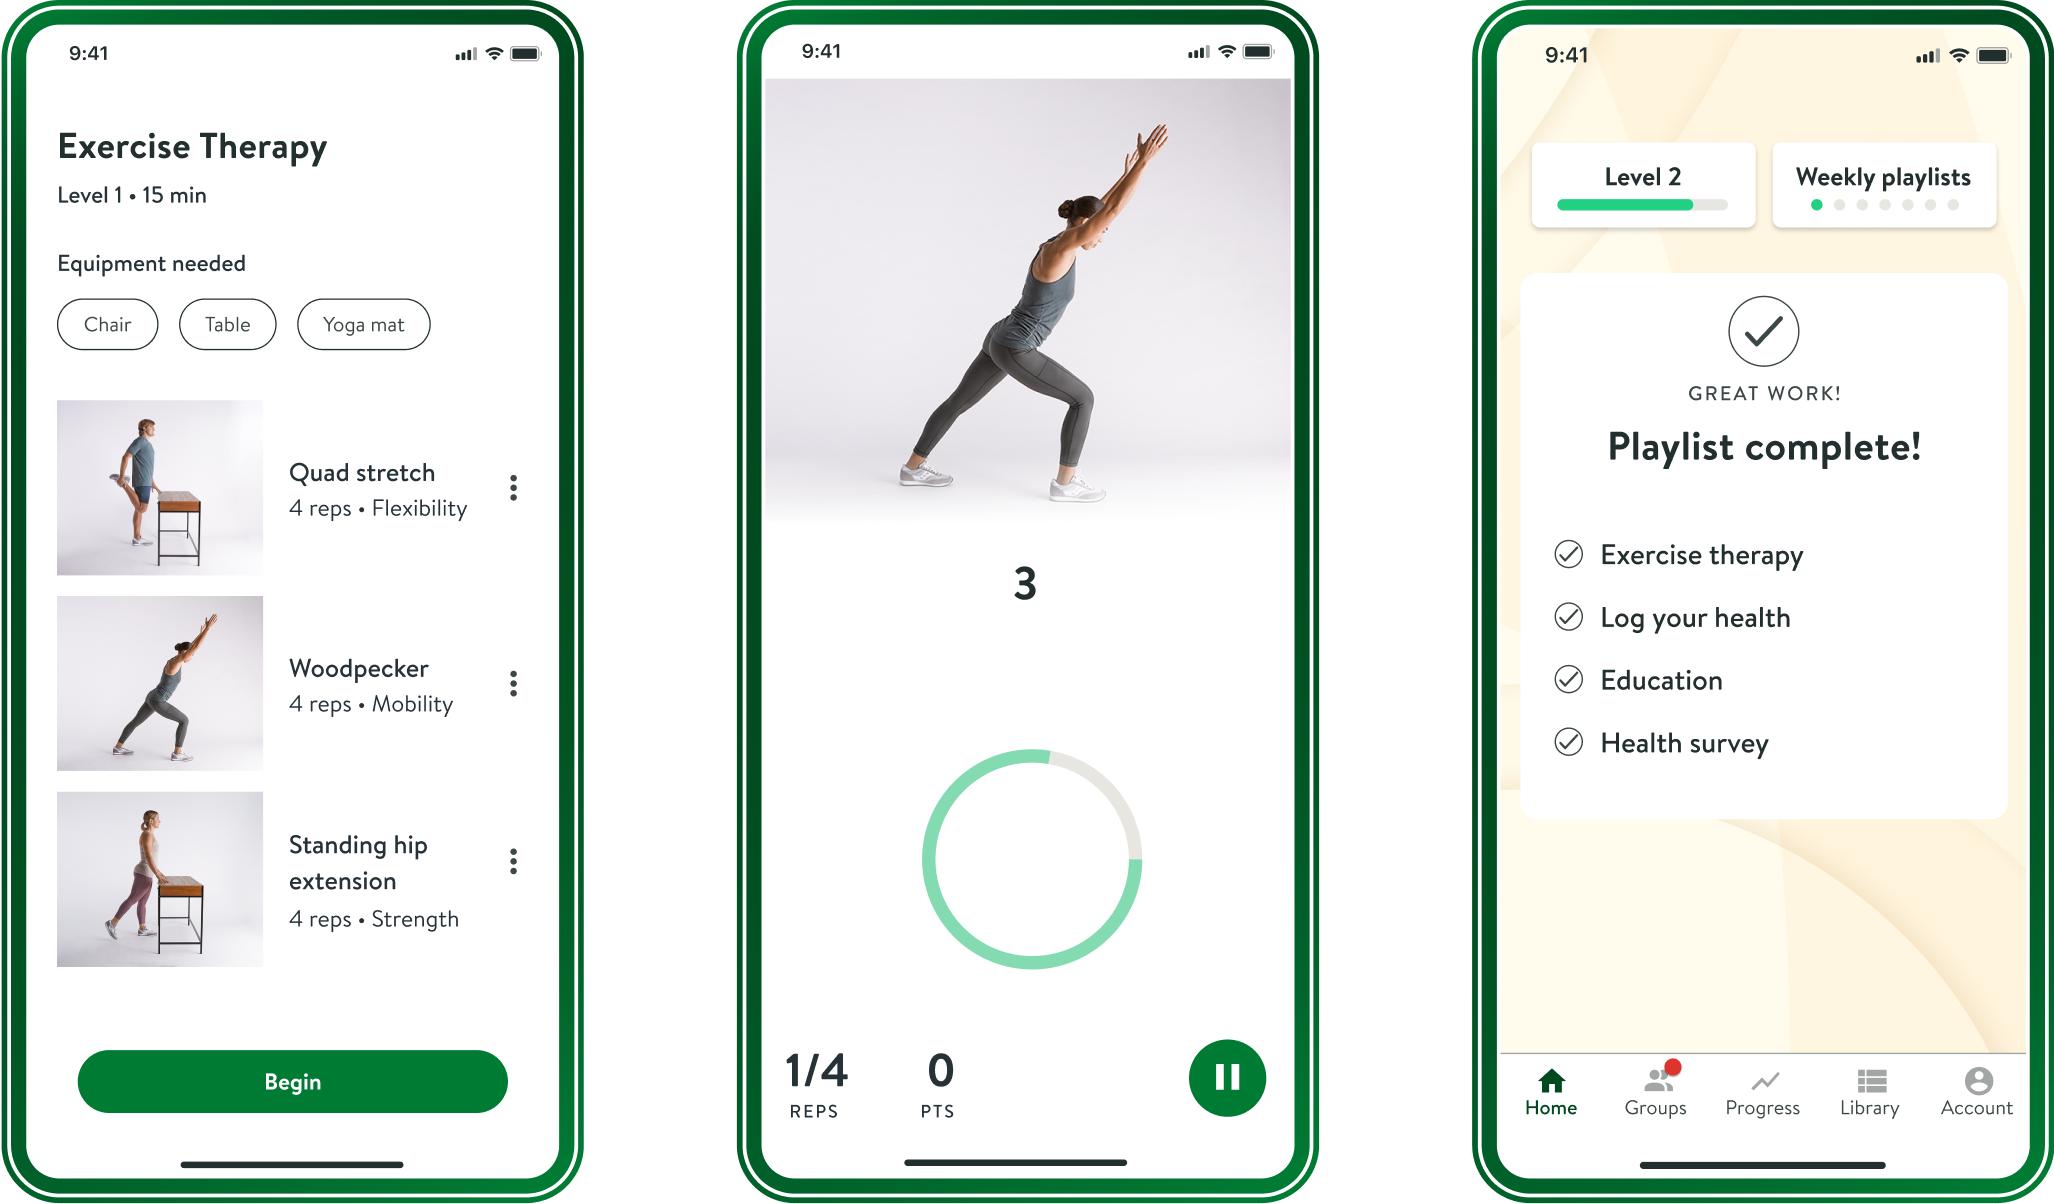 9:41
Exercise Therapy
Level 1 • 15 min
Equipment needed
Chair
Table
Yoga mat
Quad stretch
4 reps • Flexibility
Woodpecker
4 reps • Mobility
Standing hip
extension
4 reps • Strength
Begin
9:41
3
1/4
REPS
0
PTS
9:41
Level 2
Weekly playlists
GREAT WORK!
Playlist complete!
Exercise therapy
Log your health
Education
Health survey
Home
Groups
Progress
Library
Account